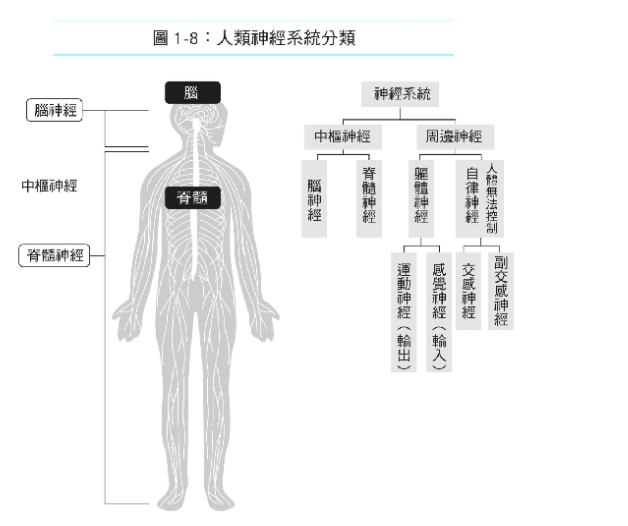 圖 1-8：人類神經系統分類
腦
腦神經
中樞神經
脊髓
脊髓神經
神經系統
中樞神經
周邊神經
腦神經
脊髓神經
軀體神經
自律神經
人體無法控制
運動神經（輸出）
感覺神經（輸入）
交感神經
副交感神經